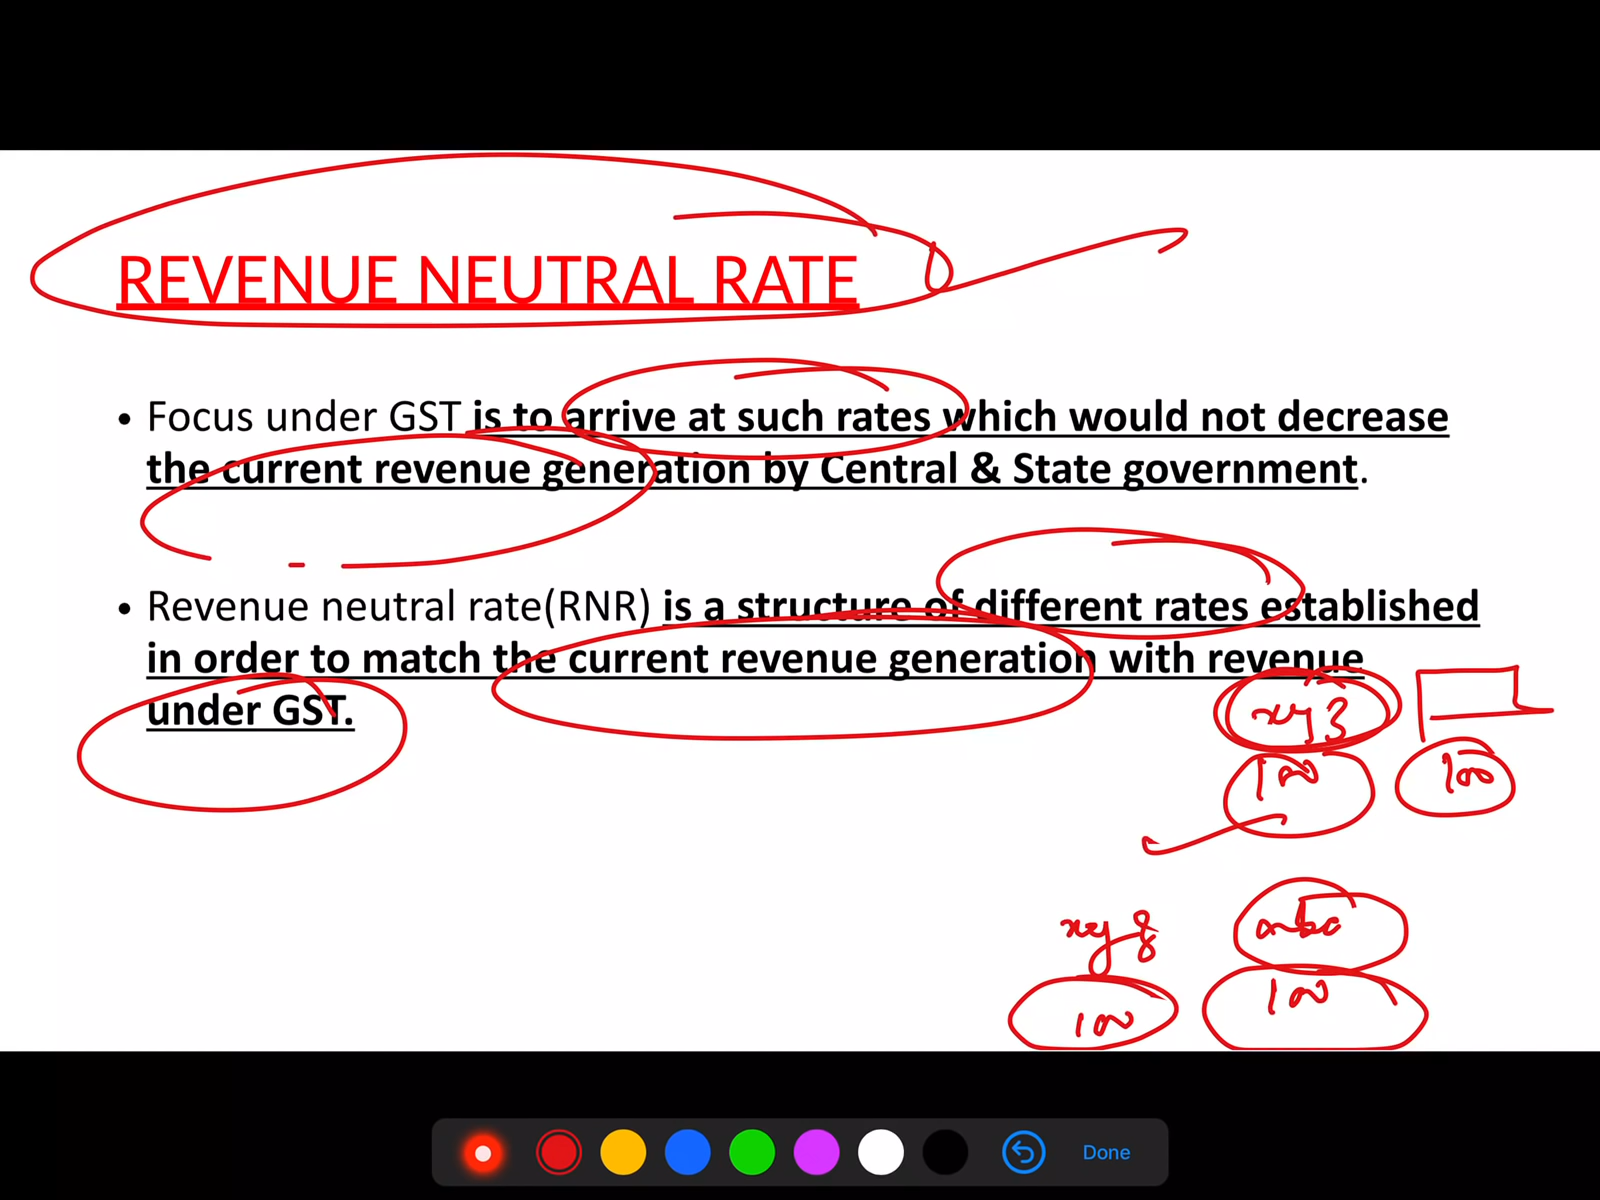 REVENUE NEUTRAL RATE
• Focus under GST is to arrive at such rates which would not decrease
the current revenue generation by Central & State government.
• Revenue neutral rate(RNR) is a structure of different rates established
in order to match the current revenue generation with revenue
under GST.
xyz
100 100
xyz abc
100 100
Done